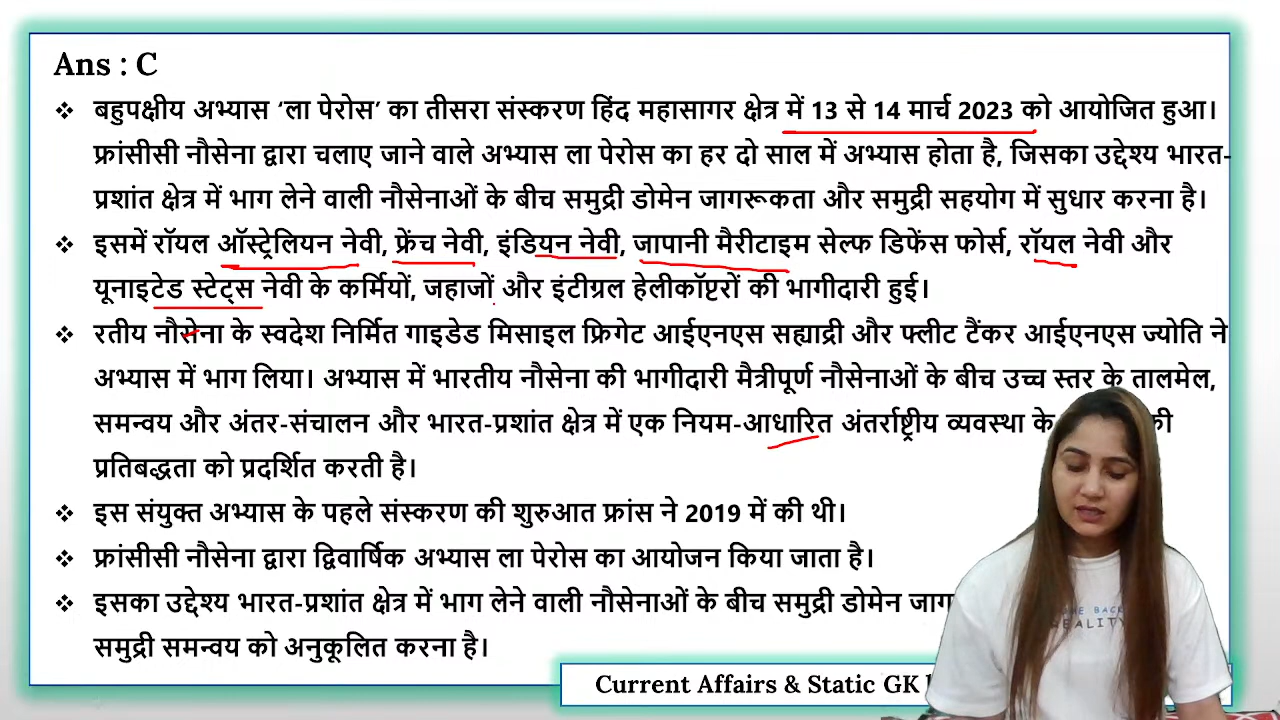 Ans : C
❖ बहुपक्षीय अभ्यास ‘ला पेरोस’ का तीसरा संस्करण हिंद महासागर क्षेत्र में 13 से 14 मार्च 2023 को आयोजित हुआ।
फ्रांसीसी नौसेना द्वारा चलाए जाने वाले अभ्यास ला पेरोस का हर दो साल में अभ्यास होता है, जिसका उद्देश्य भारत-
प्रशांत क्षेत्र में भाग लेने वाली नौसेनाओं के बीच समुद्री डोमेन जागरूकता और समुद्री सहयोग में सुधार करना है।
❖ इसमें रॉयल ऑस्ट्रेलियन नेवी, फ्रेंच नेवी, इंडियन नेवी, जापानी मैरीटाइम सेल्फ डिफेंस फोर्स, रॉयल नेवी और
यूनाइटेड स्टेट्स नेवी के कर्मियों, जहाजों और इंटीग्रल हेलीकॉप्टरों की भागीदारी हुई।
❖ रतीय नौसेना के स्वदेश निर्मित गाइडेड मिसाइल फ्रिगेट आईएनएस सह्याद्री और फ्लीट टैंकर आईएनएस ज्योति ने
अभ्यास में भाग लिया। अभ्यास में भारतीय नौसेना की भागीदारी मैत्रीपूर्ण नौसेनाओं के बीच उच्च स्तर के तालमेल,
समन्वय और अंतर-संचालन और भारत-प्रशांत क्षेत्र में एक नियम-आधारित अंतर्राष्ट्रीय व्यवस्था के की
प्रतिबद्धता को प्रदर्शित करती है।
❖ इस संयुक्त अभ्यास के पहले संस्करण की शुरुआत फ्रांस ने 2019 में की थी।
❖ फ्रांसीसी नौसेना द्वारा द्विवार्षिक अभ्यास ला पेरोस का आयोजन किया जाता है।
❖ इसका उद्देश्य भारत-प्रशांत क्षेत्र में भाग लेने वाली नौसेनाओं के बीच समुद्री डोमेन
समुद्री समन्वय को अनुकूलित करना है।
Current Affairs & Static GK
BACK
REALITY